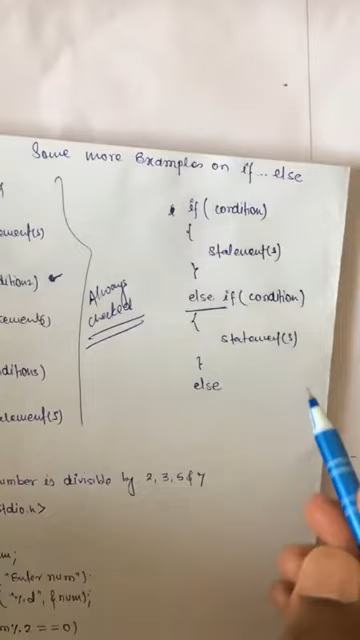 Some more Examples on if...else
if (condition)
{
statement(s)
}
else if (condition)
{
statement(s)
}
else
Always
checked
ement(s)
ditions)
ements
ditions)
atement(s)
umber is divisible by 2, 3, 5 & 7
tdio.h>
um;
"Enter num")
("%d", &num);
m%2 == 0)